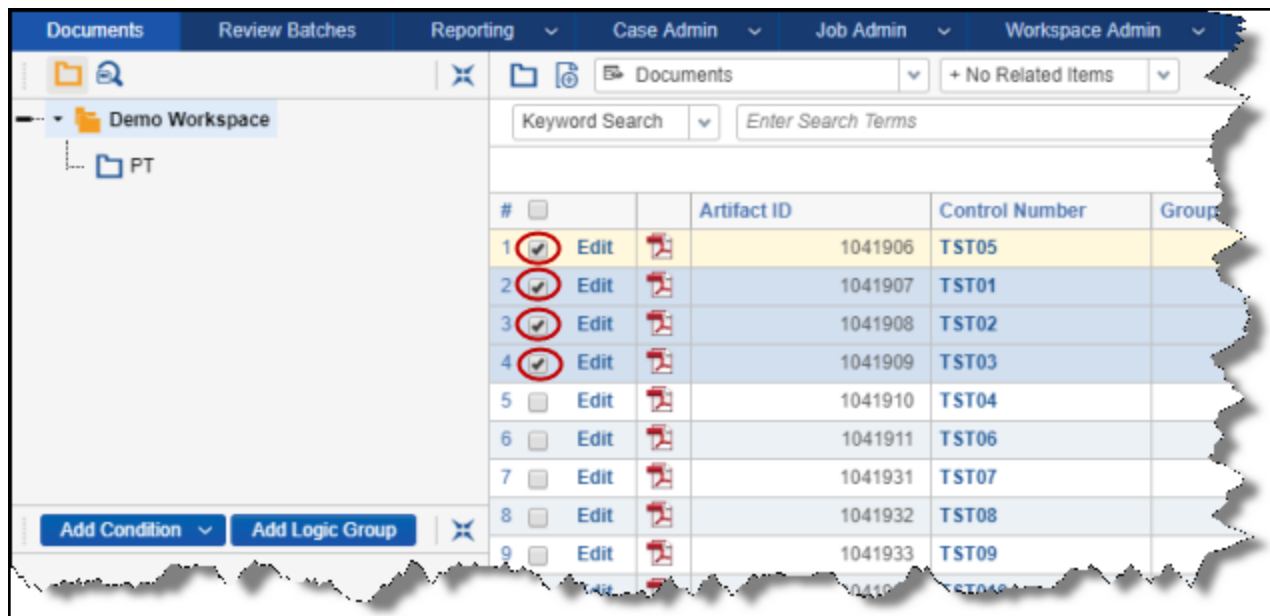 Documents Review Batches Reporting Case Admin Job Admin Workspace Admin
Documents + No Related Items
Demo Workspace
PT
Keyword Search Enter Search Terms
# Artifact ID Control Number Group
1 Edit 1041906 TST05
2 Edit 1041907 TST01
3 Edit 1041908 TST02
4 Edit 1041909 TST03
5 Edit 1041910 TST04
6 Edit 1041911 TST06
7 Edit 1041931 TST07
8 Edit 1041932 TST08
9 Edit 1041933 TST09
Add Condition Add Logic Group